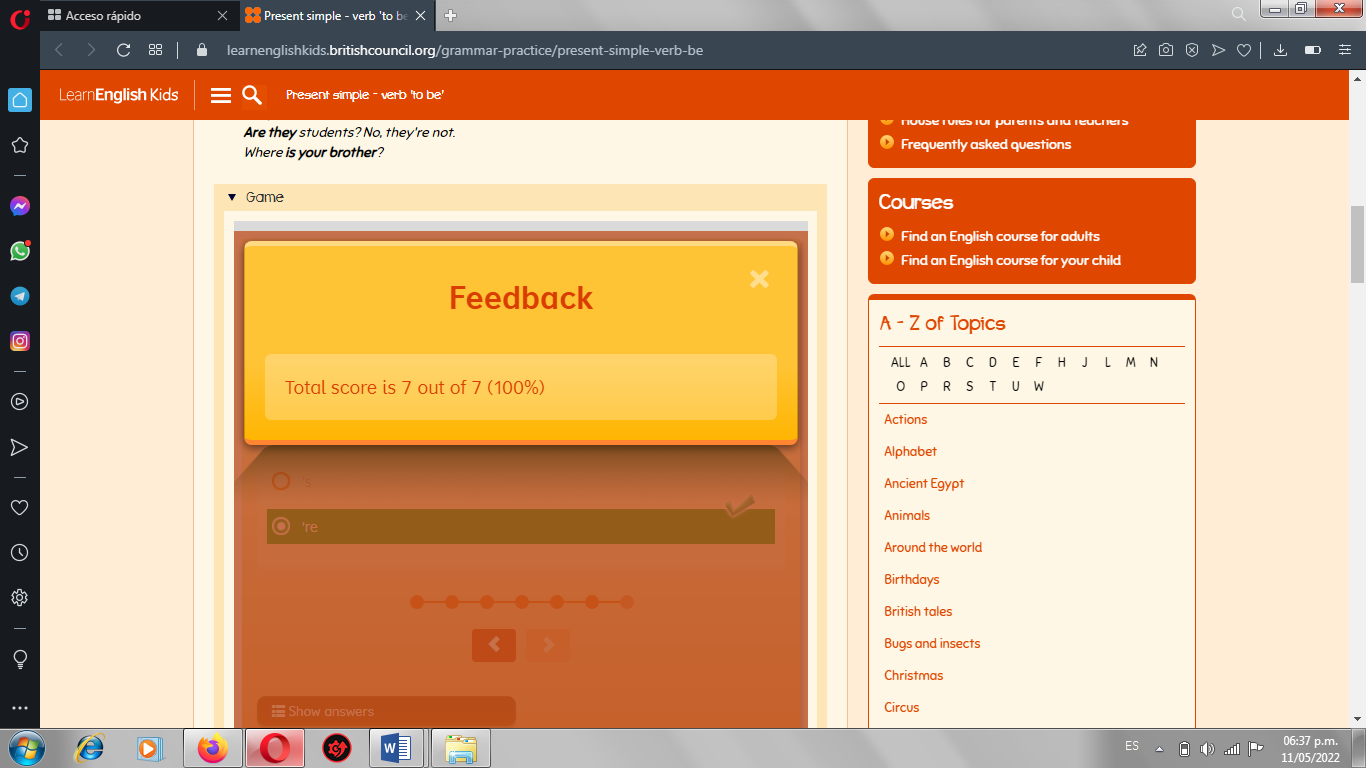 Acceso rápido
Present simple - verb 'to be
learnenglishkids.britishcouncil.org/grammar-practice/present-simple-verb-be
LearnEnglish Kids
Present simple - verb 'to be'
Are they students? No, they're not.
Where is your brother?
Game
Feedback
Total score is 7 out of 7 (100%)
's
're
Show answers
House rules for parents and teachers
Frequently asked questions
Courses
Find an English course for adults
Find an English course for your child
A - Z of Topics
ALL A B C D E F H J L M N
O P R S T U W
Actions
Alphabet
Ancient Egypt
Animals
Around the world
Birthdays
British tales
Bugs and insects
Christmas
Circus
ES
06:37 p.m.
11/05/2022